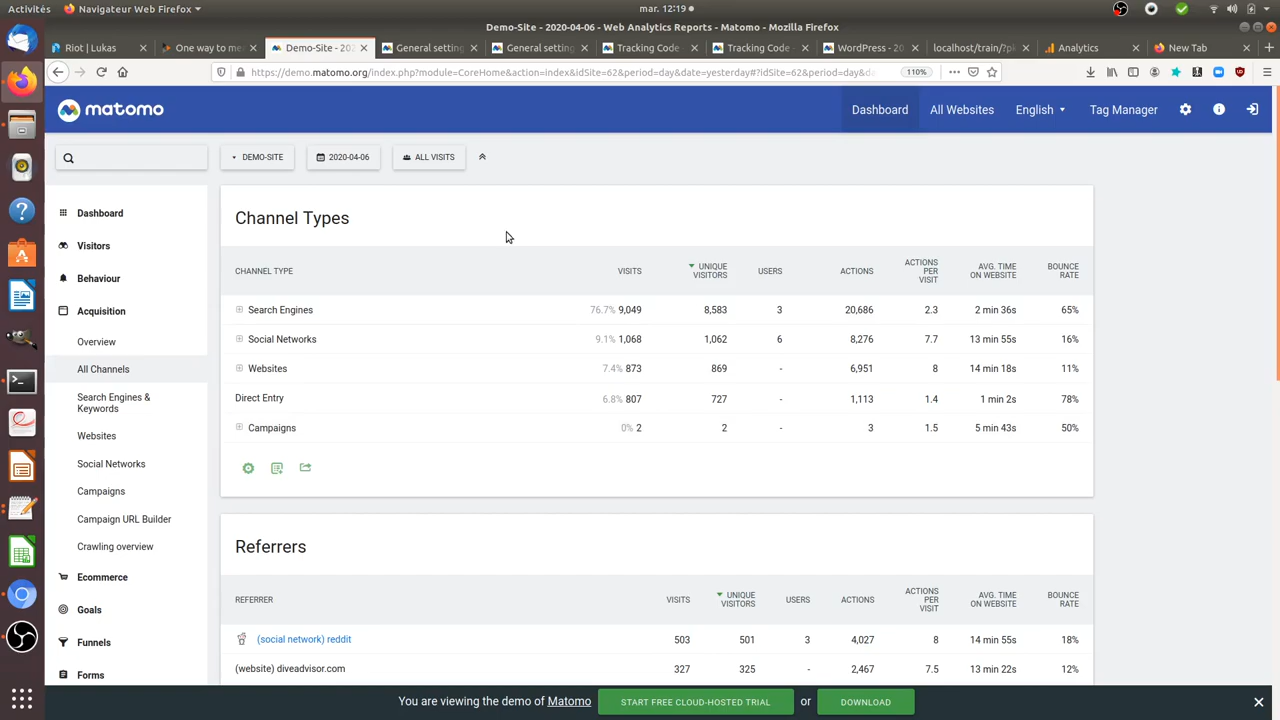 Activités
Navigateur Web Firefox
mar. 12:19
Demo-Site - 2020-04-06 - Web Analytics Reports - Matomo - Mozilla Firefox
Riot | Lukas
One way to me
Demo-Site - 202
General setting
General setting
Tracking Code
Tracking Code
WordPress - 20
localhost/train/?pk
Analytics
New Tab
https://demo.matomo.org/index.php?module=CoreHome&action=index&idSite=62&period=day&date=yesterday#?idSite=62&period=day&d
110%
matomo
Dashboard
All Websites
English
Tag Manager
DEMO-SITE
2020-04-06
ALL VISITS
Dashboard
Visitors
Behaviour
Acquisition
Overview
All Channels
Search Engines &
Keywords
Websites
Social Networks
Campaigns
Campaign URL Builder
Crawling overview
Ecommerce
Goals
Funnels
Forms
Channel Types
CHANNEL TYPE VISITS UNIQUE VISITORS USERS ACTIONS ACTIONS PER VISIT AVG. TIME ON WEBSITE BOUNCE RATE
Search Engines 76.7% 9,049 8,583 3 20,686 2.3 2 min 36s 65%
Social Networks 9.1% 1,068 1,062 6 8,276 7.7 13 min 55s 16%
Websites 7.4% 873 869 - 6,951 8 14 min 18s 11%
Direct Entry 6.8% 807 727 - 1,113 1.4 1 min 2s 78%
Campaigns 0% 2 2 - 3 1.5 5 min 43s 50%
Referrers
REFERRER VISITS UNIQUE VISITORS USERS ACTIONS ACTIONS PER VISIT AVG. TIME ON WEBSITE BOUNCE RATE
(social network) reddit 503 501 3 4,027 8 14 min 55s 18%
(website) diveadvisor.com 327 325 - 2,467 7.5 13 min 22s 12%
You are viewing the demo of Matomo
START FREE CLOUD-HOSTED TRIAL
or
DOWNLOAD